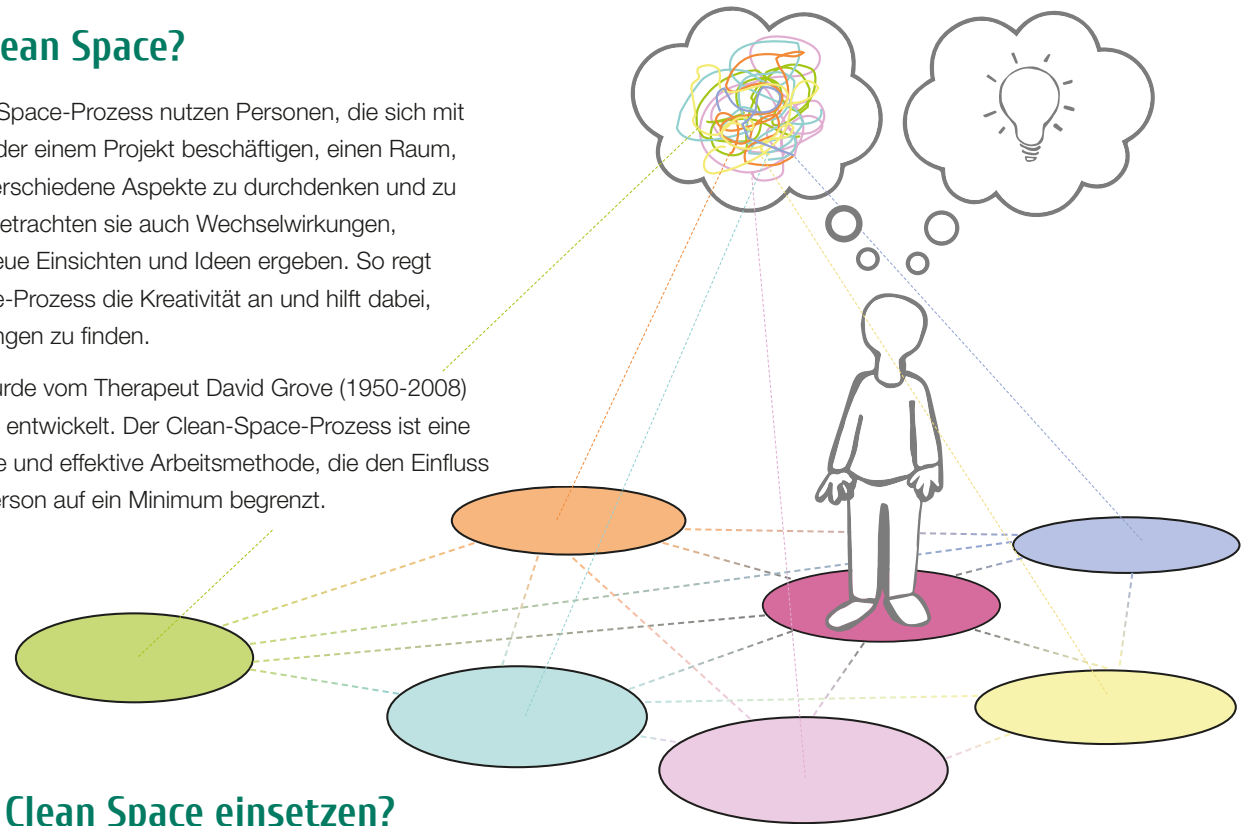 lean Space?
Space-Prozess nutzen Personen, die sich mit
der einem Projekt beschäftigen, einen Raum,
erschiedene Aspekte zu durchdenken und zu
etrachten sie auch Wechselwirkungen,
eue Einsichten und Ideen ergeben. So regt
e-Prozess die Kreativität an und hilft dabei,
ngen zu finden.
urde vom Therapeut David Grove (1950-2008)
entwickelt. Der Clean-Space-Prozess ist eine
e und effektive Arbeitsmethode, die den Einfluss
erson auf ein Minimum begrenzt.
Clean Space einsetzen?